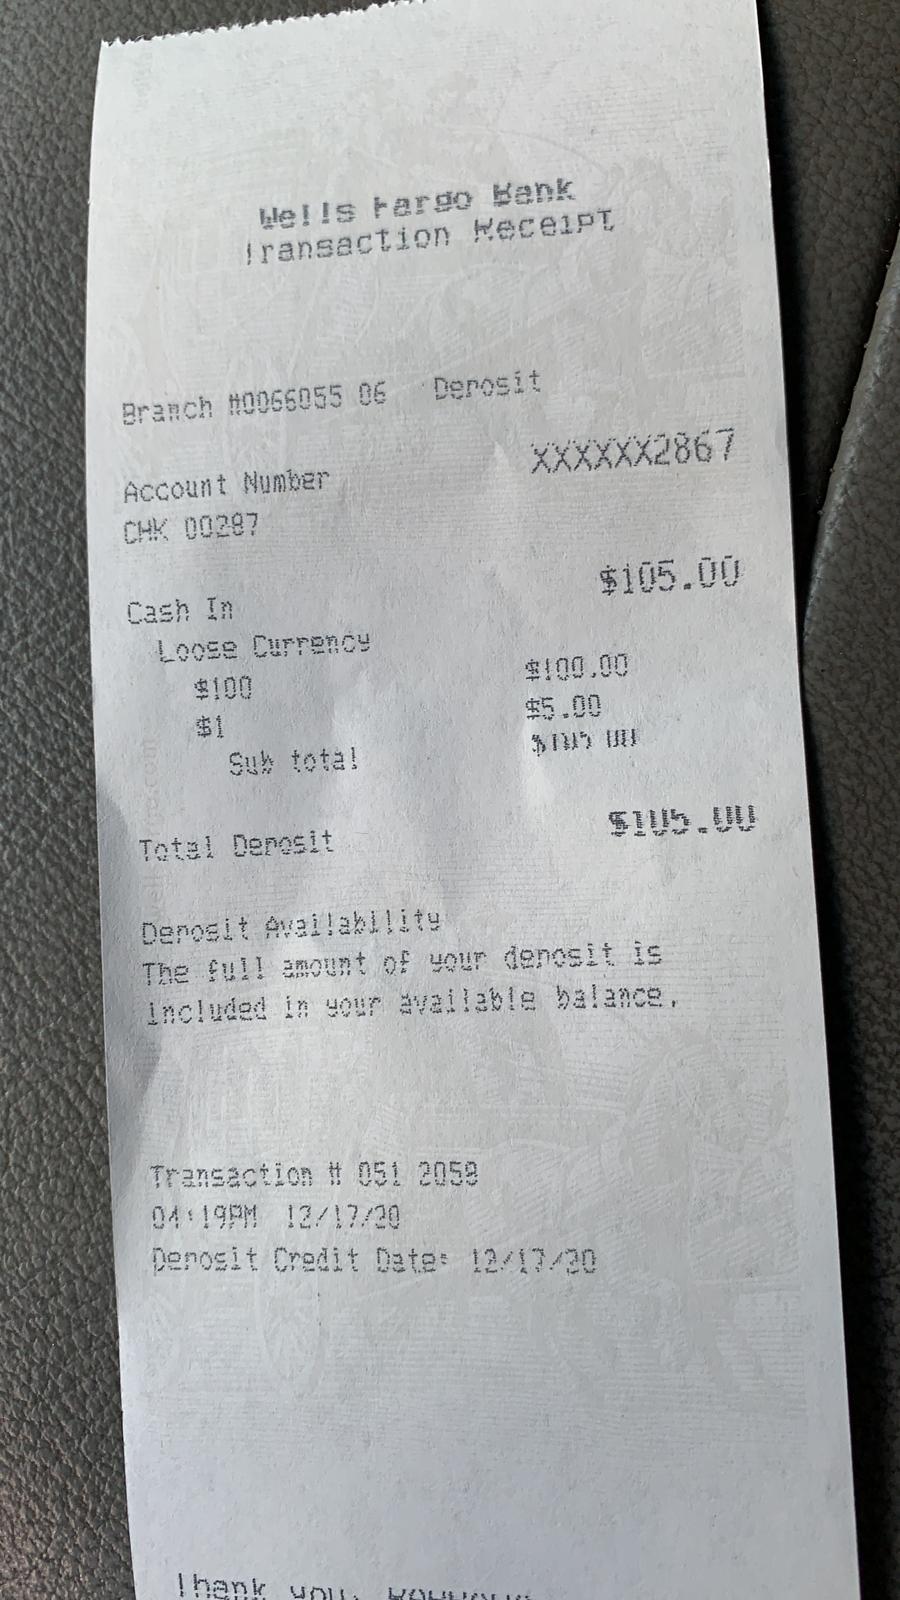 Wells Fargo Bank
Transaction Receipt
Branch #0066055 06 Deposit
Account Number XXXXXX2867
CHK 00287
Cash In $105.00
Loose Currency
$100 $100.00
$1 $5.00
Sub total $105.00
Total Deposit $105.00
Deposit Availability
The full amount of your deposit is
included in your available balance.
Transaction # 051 2059
04:19PM 12/17/20
Deposit Credit Date: 12/17/20
Thank you,